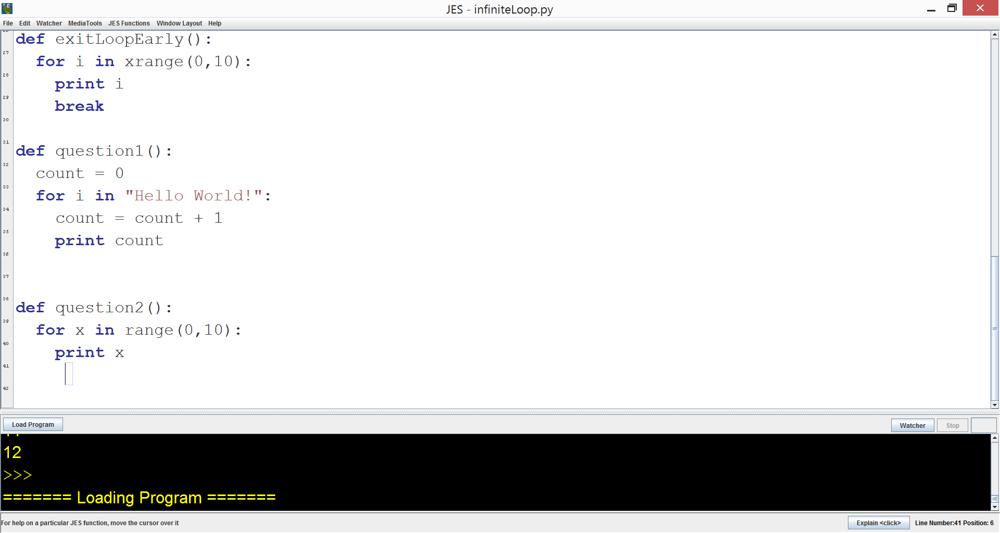 JES - infiniteLoop.py
File Edit Watcher MediaTools JES Functions Window Layout Help
def exitLoopEarly():
27
for i in xrange(0,10):
28
print i
29
break
30
31
def question1():
32
count = 0
33
for i in "Hello World!":
34
count = count + 1
35
print count
36
37
38
def question2():
39
for x in range(0,10):
40
print x
41
42
Load Program Watcher Stop
12
>>>
======= Loading Program =======
For help on a particular JES function, move the cursor over it Explain <click> Line Number:41 Position: 6